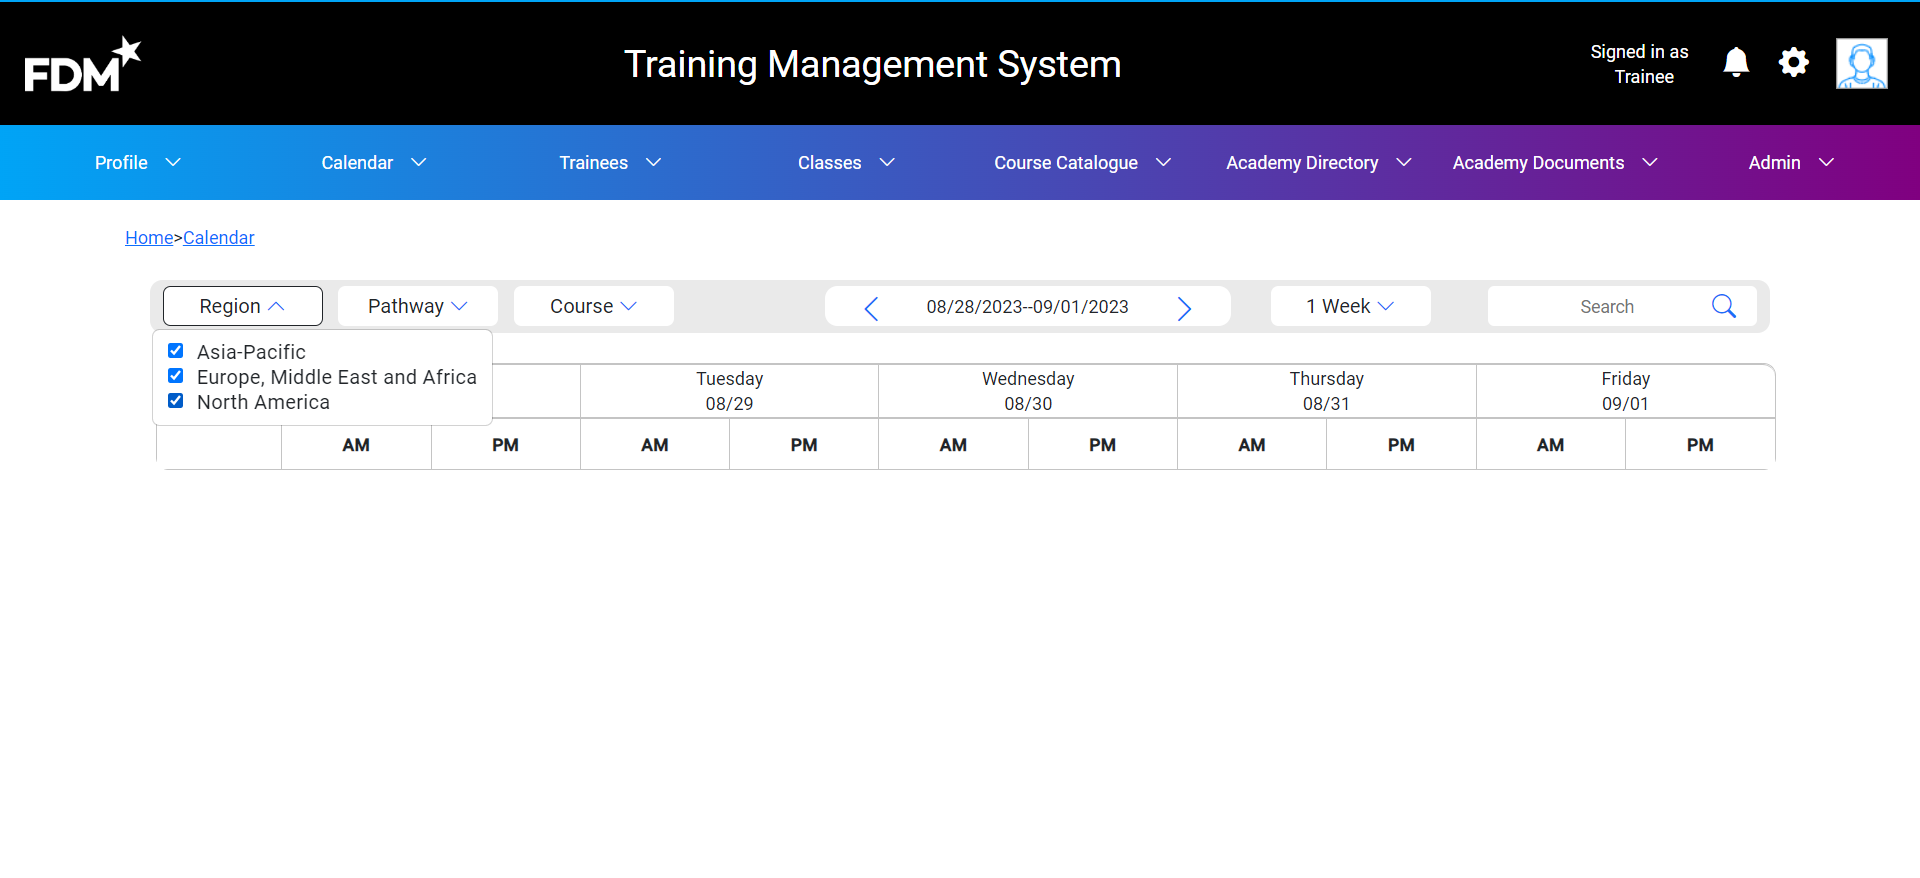 FDM
Training Management System
Signed in as
Trainee
Profile
Calendar
Trainees
Classes
Course Catalogue
Academy Directory
Academy Documents
Admin
Home>Calendar
Region
Pathway
Course
08/28/2023--09/01/2023
1 Week
Search
Asia-Pacific
Europe, Middle East and Africa
North America
Tuesday
08/29
Wednesday
08/30
Thursday
08/31
Friday
09/01
AM PM AM PM AM PM AM PM AM PM